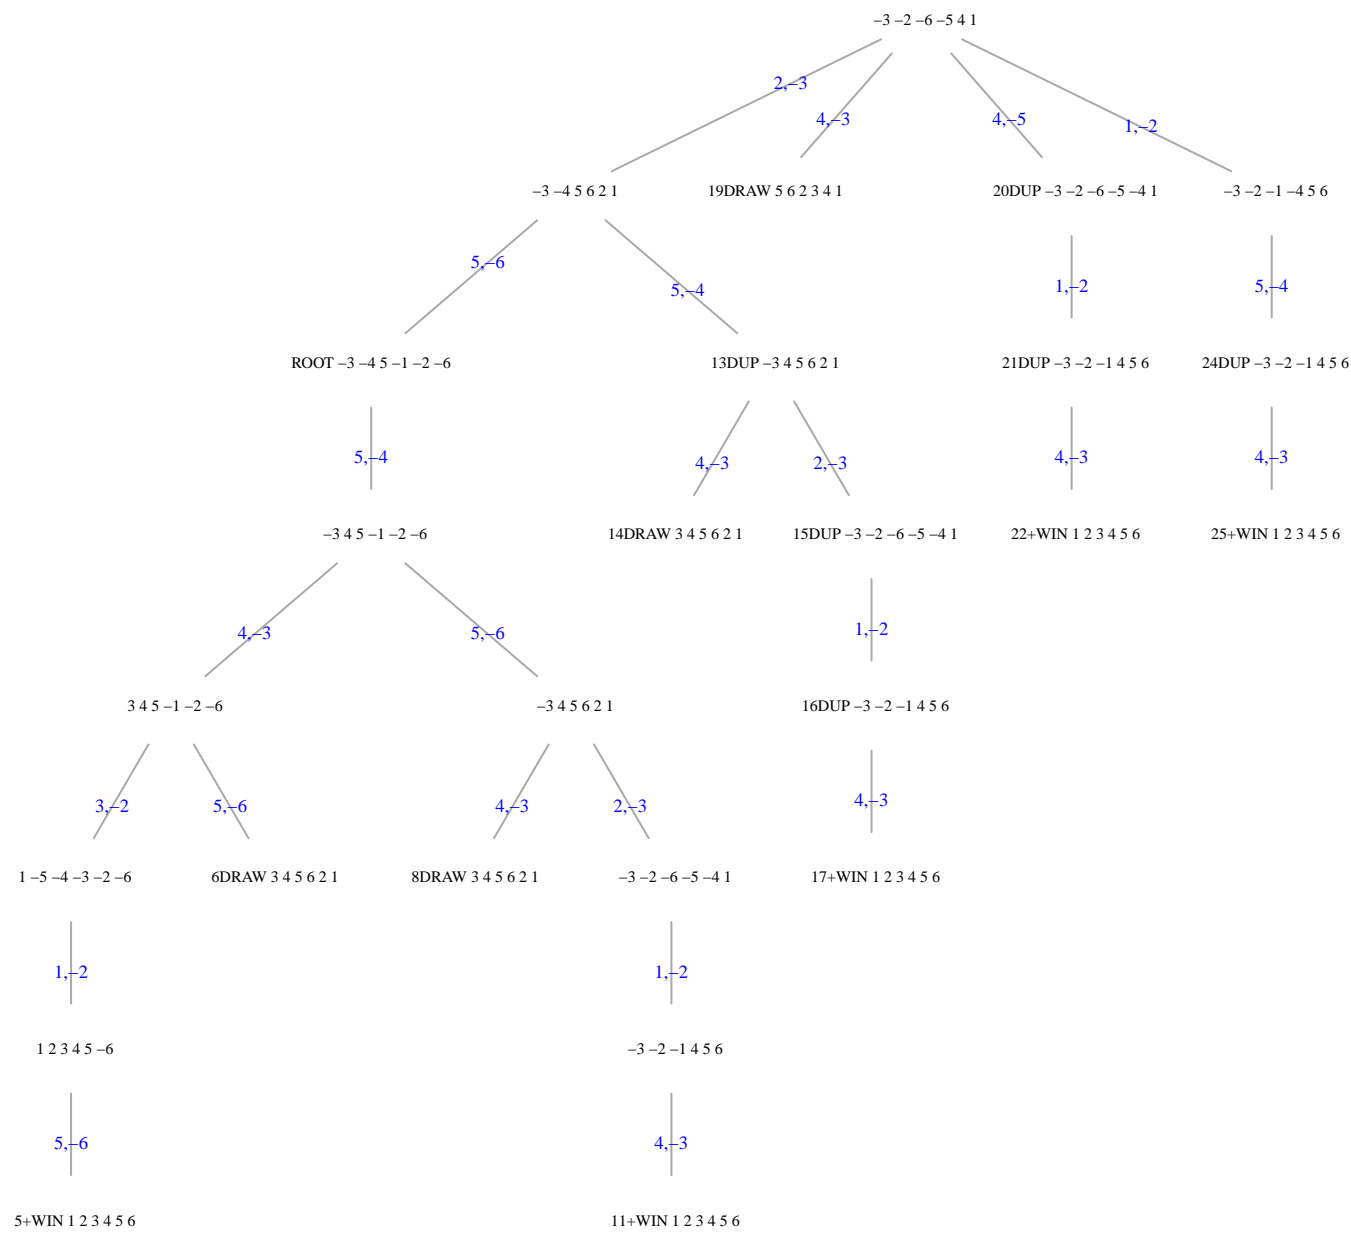 −3 −2 −6 −5 4 1
2,−3
4,−3
4,−5
1,−2
−3 −4 5 6 2 1
19DRAW 5 6 2 3 4 1
20DUP −3 −2 −6 −5 −4 1
−3 −2 −1 −4 5 6
5,−6
5,−4
1,−2
5,−4
ROOT −3 −4 5 −1 −2 −6
13DUP −3 4 5 6 2 1
21DUP −3 −2 −1 4 5 6
24DUP −3 −2 −1 4 5 6
5,−4
4,−3
2,−3
4,−3
4,−3
−3 4 5 −1 −2 −6
14DRAW 3 4 5 6 2 1
15DUP −3 −2 −6 −5 −4 1
22+WIN 1 2 3 4 5 6
25+WIN 1 2 3 4 5 6
4,−3
5,−6
1,−2
3 4 5 −1 −2 −6
−3 4 5 6 2 1
16DUP −3 −2 −1 4 5 6
3,−2
5,−6
4,−3
2,−3
4,−3
1 −5 −4 −3 −2 −6
6DRAW 3 4 5 6 2 1
8DRAW 3 4 5 6 2 1
−3 −2 −6 −5 −4 1
17+WIN 1 2 3 4 5 6
1,−2
1,−2
1 2 3 4 5 −6
−3 −2 −1 4 5 6
5,−6
4,−3
5+WIN 1 2 3 4 5 6
11+WIN 1 2 3 4 5 6